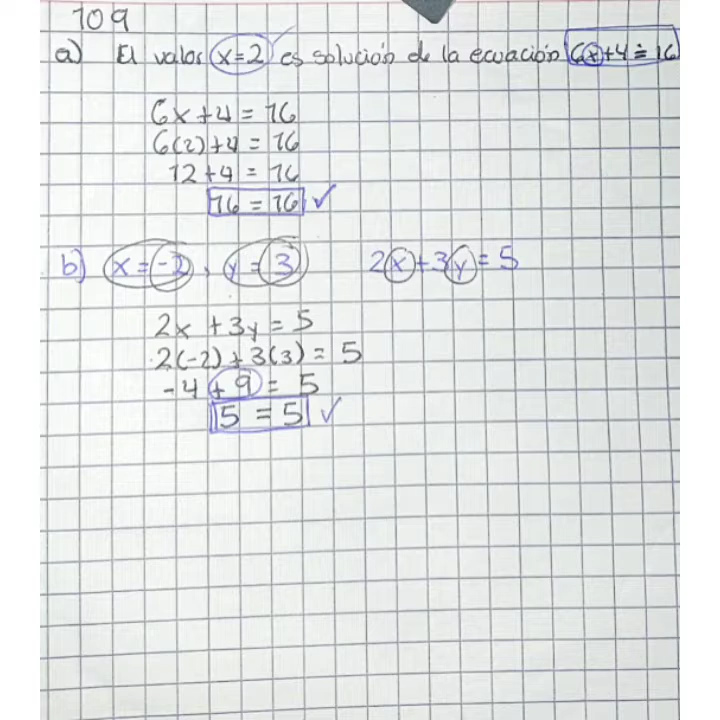 109
a) El valor x=2 es solución de la ecuación 6x+4=16
6x+4=16
6(2)+4=16
12+4=16
16=16 ✓
b) x=-2, y=3 2x+3y=5
2x+3y=5
2(-2)+3(3)=5
-4+9=5
5=5 ✓